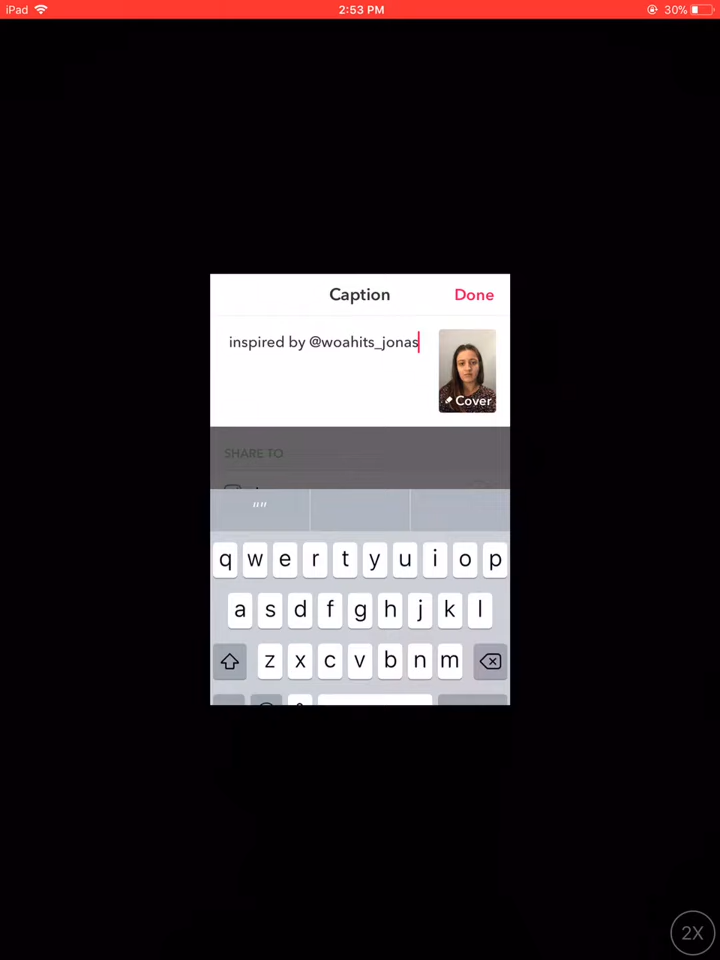 iPad 2:53 PM 30%
Caption Done
inspired by @woahits_jonas
Cover
SHARE TO
""
q w e r t y u i o p
a s d f g h j k l
z x c v b n m
2X